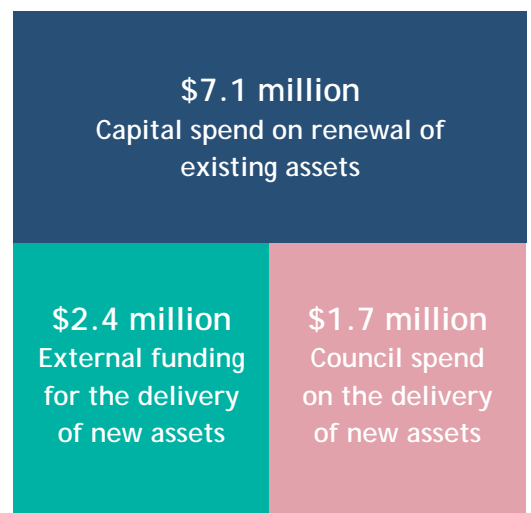 $7.1 million
Capital spend on renewal of
existing assets
$2.4 million
External funding
for the delivery
of new assets
$1.7 million
Council spend
on the delivery
of new assets